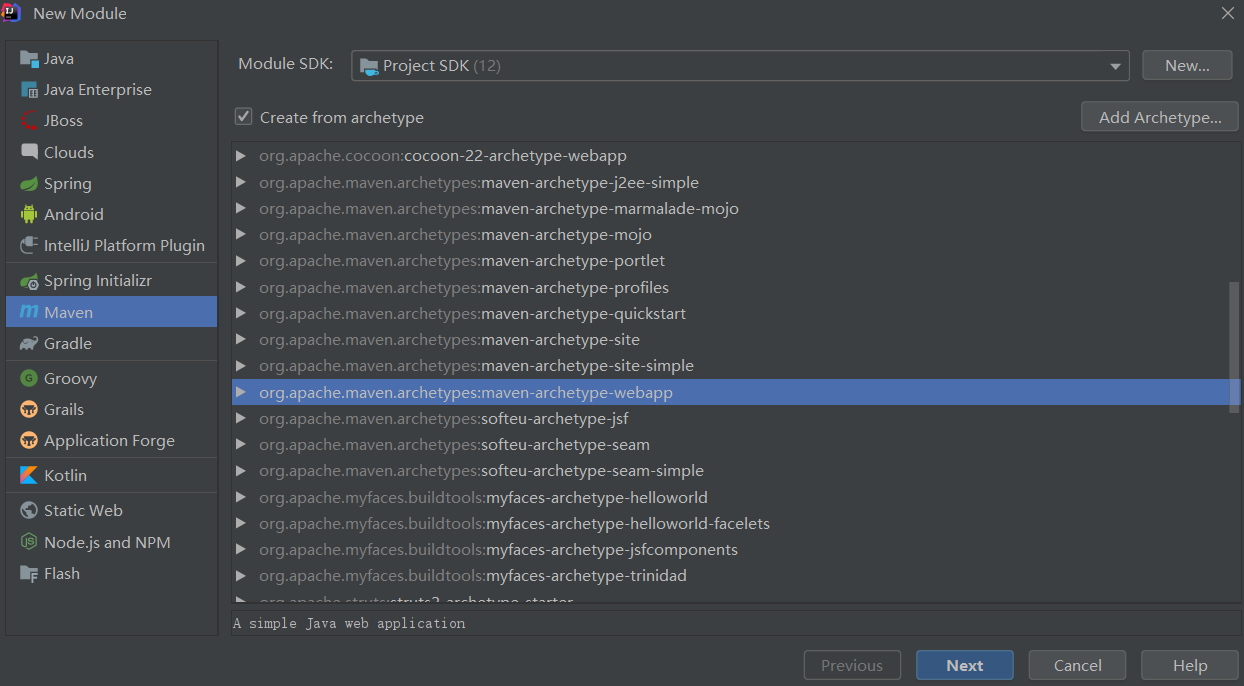 New Module
Java
Java Enterprise
JBoss
Clouds
Spring
Android
IntelliJ Platform Plugin
Spring Initializr
Maven
Gradle
Groovy
Grails
Application Forge
Kotlin
Static Web
Node.js and NPM
Flash
Module SDK: Project SDK (12) New...
Create from archetype Add Archetype...
org.apache.cocoon:cocoon-22-archetype-webapp
org.apache.maven.archetypes:maven-archetype-j2ee-simple
org.apache.maven.archetypes:maven-archetype-marmalade-mojo
org.apache.maven.archetypes:maven-archetype-mojo
org.apache.maven.archetypes:maven-archetype-portlet
org.apache.maven.archetypes:maven-archetype-profiles
org.apache.maven.archetypes:maven-archetype-quickstart
org.apache.maven.archetypes:maven-archetype-site
org.apache.maven.archetypes:maven-archetype-site-simple
org.apache.maven.archetypes:maven-archetype-webapp
org.apache.maven.archetypes:softeu-archetype-jsf
org.apache.maven.archetypes:softeu-archetype-seam
org.apache.maven.archetypes:softeu-archetype-seam-simple
org.apache.myfaces.buildtools:myfaces-archetype-helloworld
org.apache.myfaces.buildtools:myfaces-archetype-helloworld-facelets
org.apache.myfaces.buildtools:myfaces-archetype-jsfcomponents
org.apache.myfaces.buildtools:myfaces-archetype-trinidad
org.apache.struts:struts2-archetype-starter
A simple Java web application
Previous Next Cancel Help